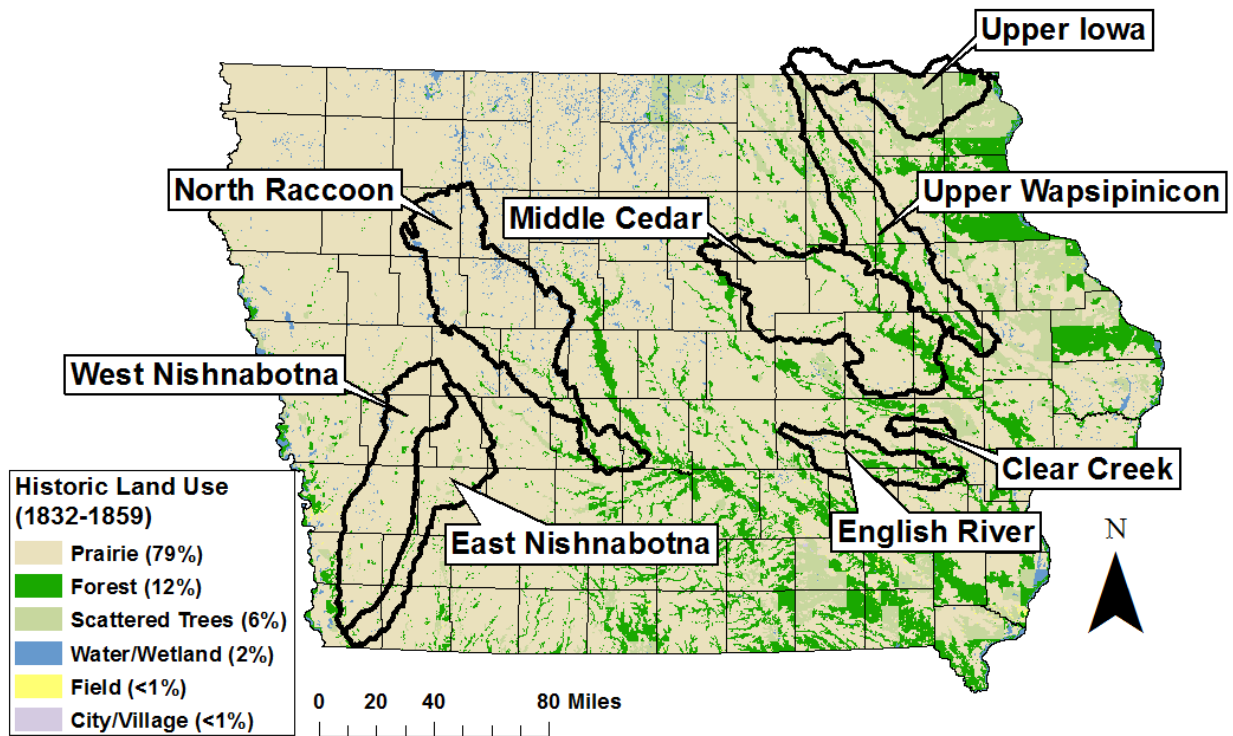 Upper Iowa
North Raccoon
Middle Cedar
Upper Wapsipinicon
West Nishnabotna
Clear Creek
East Nishnabotna
English River
Historic Land Use
(1832-1859)
Prairie (79%)
Forest (12%)
Scattered Trees (6%)
Water/Wetland (2%)
Field (<1%)
City/Village (<1%)
N
0 20 40 80 Miles